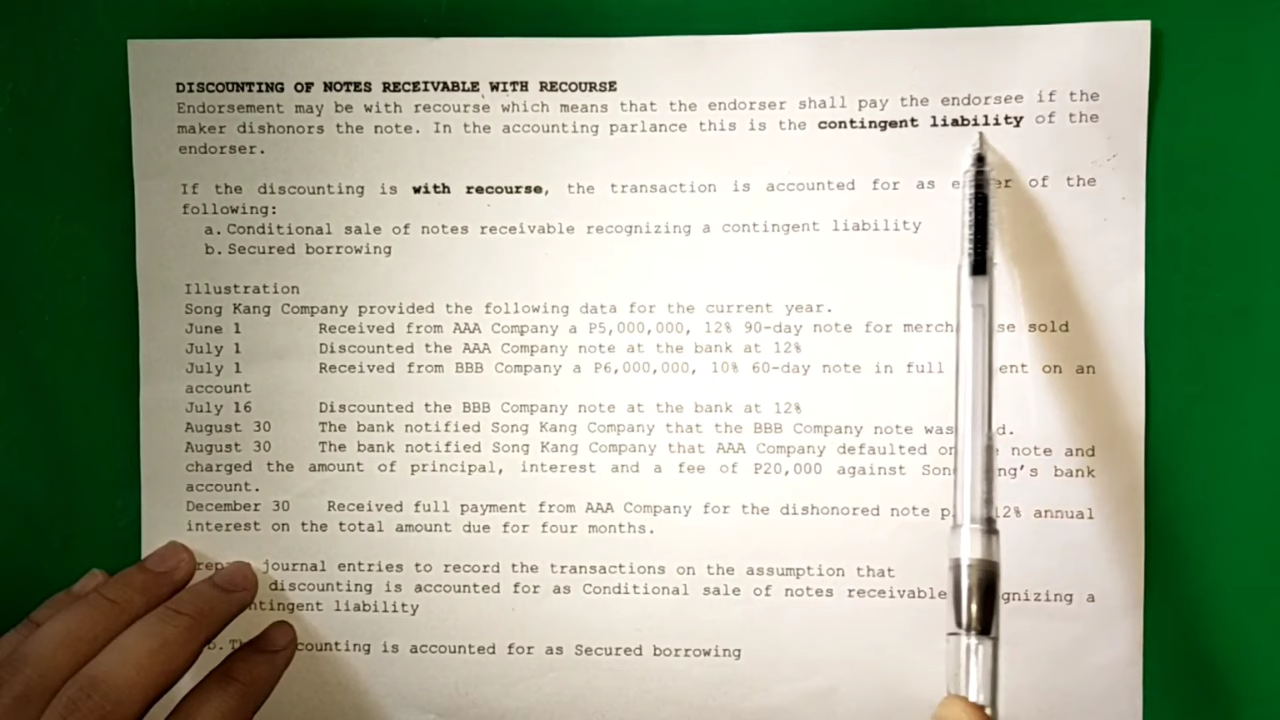 DISCOUNTING OF NOTES RECEIVABLE WITH RECOURSE
Endorsement may be with recourse which means that the endorser shall pay the endorsee if the
maker dishonors the note. In the accounting parlance this is the contingent liability of the
endorser.
If the discounting is with recourse, the transaction is accounted for as of the
following:
a. Conditional sale of notes receivable recognizing a contingent liability
b. Secured borrowing
Illustration
Song Kang Company provided the following data for the current year.
June 1 Received from AAA Company a P5,000,000, 12% 90-day note for sold
July 1 Discounted the AAA Company note at the bank at 12%
July 1 Received from BBB Company a P6,000,000, 10% 60-day note in full on an
account
July 16 Discounted the BBB Company note at the bank at 12%
August 30 The bank notified Song Kang Company that the BBB Company note was
August 30 The bank notified Song Kang Company that AAA Company defaulted on note and
charged the amount of principal, interest and a fee of P20,000 against bank
account.
December 30 Received full payment from AAA Company for the dishonored note 12% annual
interest on the total amount due for four months.
journal entries to record the transactions on the assumption that
discounting is accounted for as Conditional sale of notes receivable a
liability
b. is accounted for as Secured borrowing